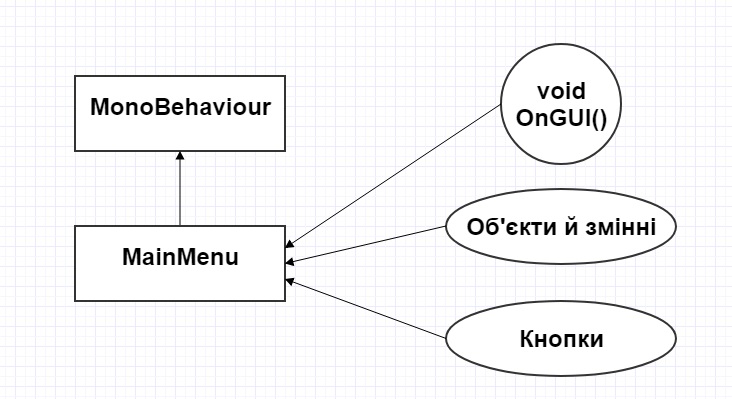 MonoBehaviour
MainMenu
void
OnGUI()
Об'єкти й змінні
Кнопки